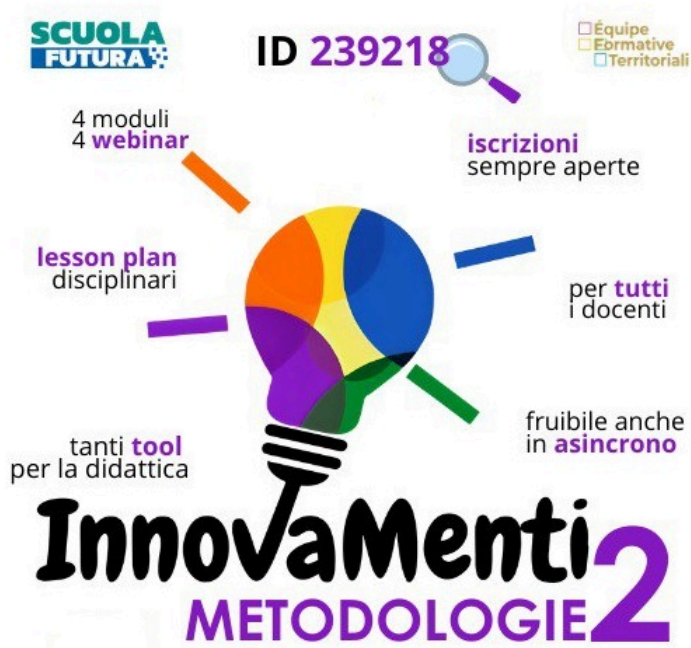 SCUOLA
FUTURA
ID 239218
Équipe
Formative
Territoriali
4 moduli
4 webinar
iscrizioni
sempre aperte
lesson plan
disciplinari
per tutti
i docenti
tanti tool
per la didattica
fruibile anche
in asincrono
InnovaMenti
METODOLOGIE 2